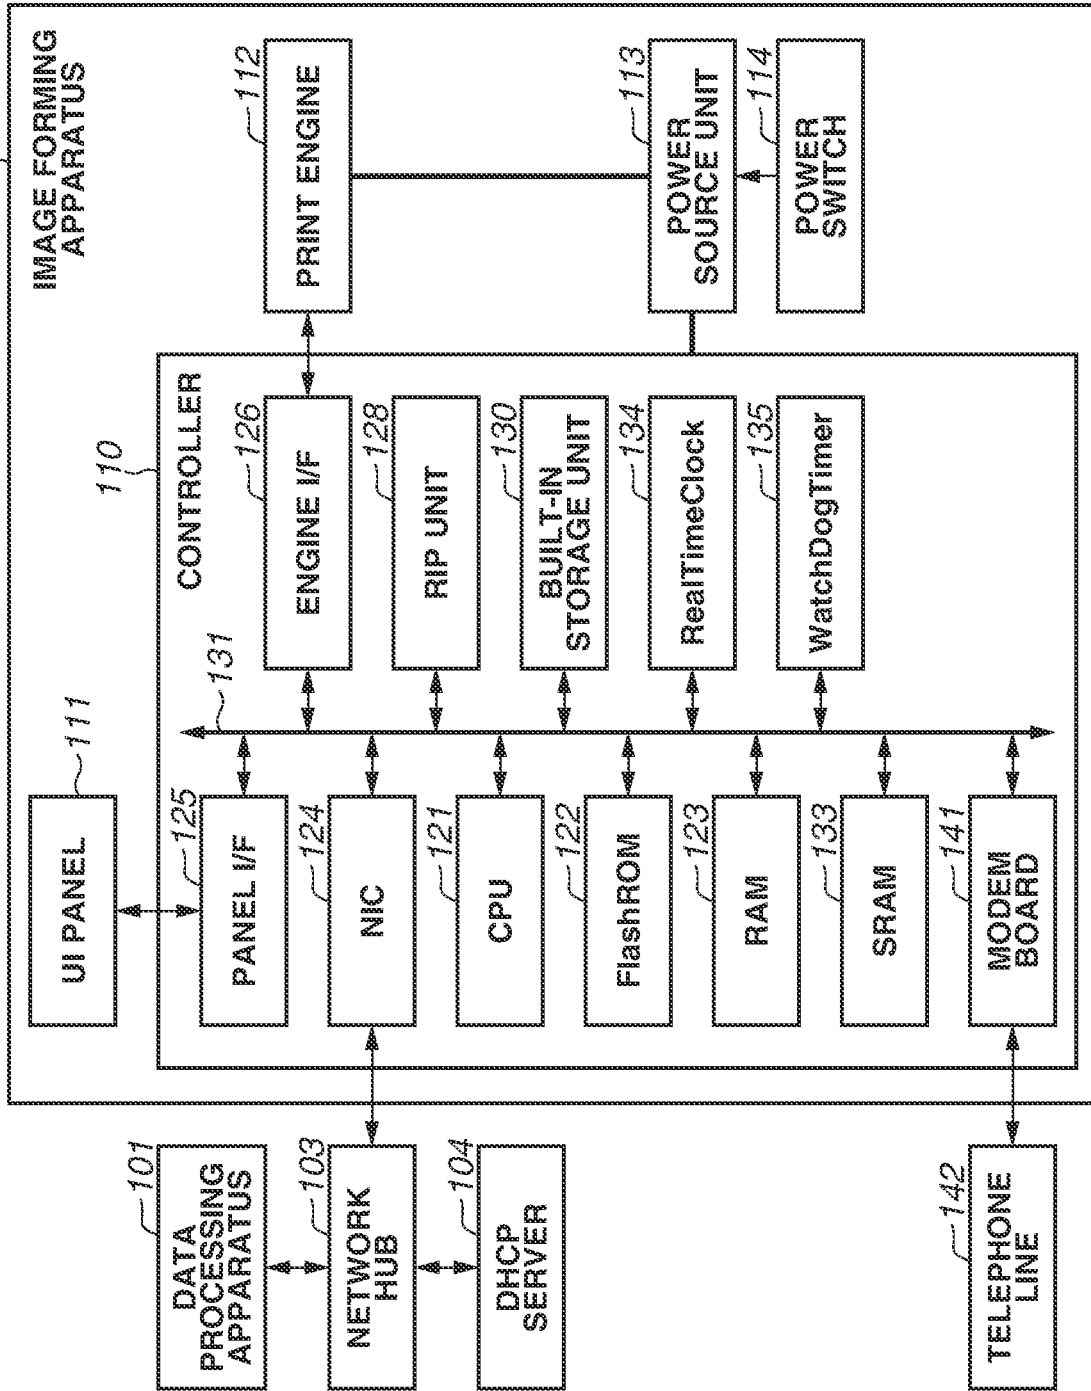 IMAGE FORMING
APPARATUS
101
DATA
PROCESSING
APPARATUS
103
NETWORK
HUB
104
DHCP
SERVER
142
TELEPHONE
LINE
UI PANEL
111
110
CONTROLLER
125
PANEL I/F
124
NIC
121
CPU
122
FlashROM
123
RAM
133
SRAM
141
MODEM
BOARD
131
126
ENGINE I/F
128
RIP UNIT
130
BUILT-IN
STORAGE UNIT
134
RealTimeClock
135
WatchDogTimer
112
PRINT ENGINE
113
POWER
SOURCE UNIT
114
POWER
SWITCH